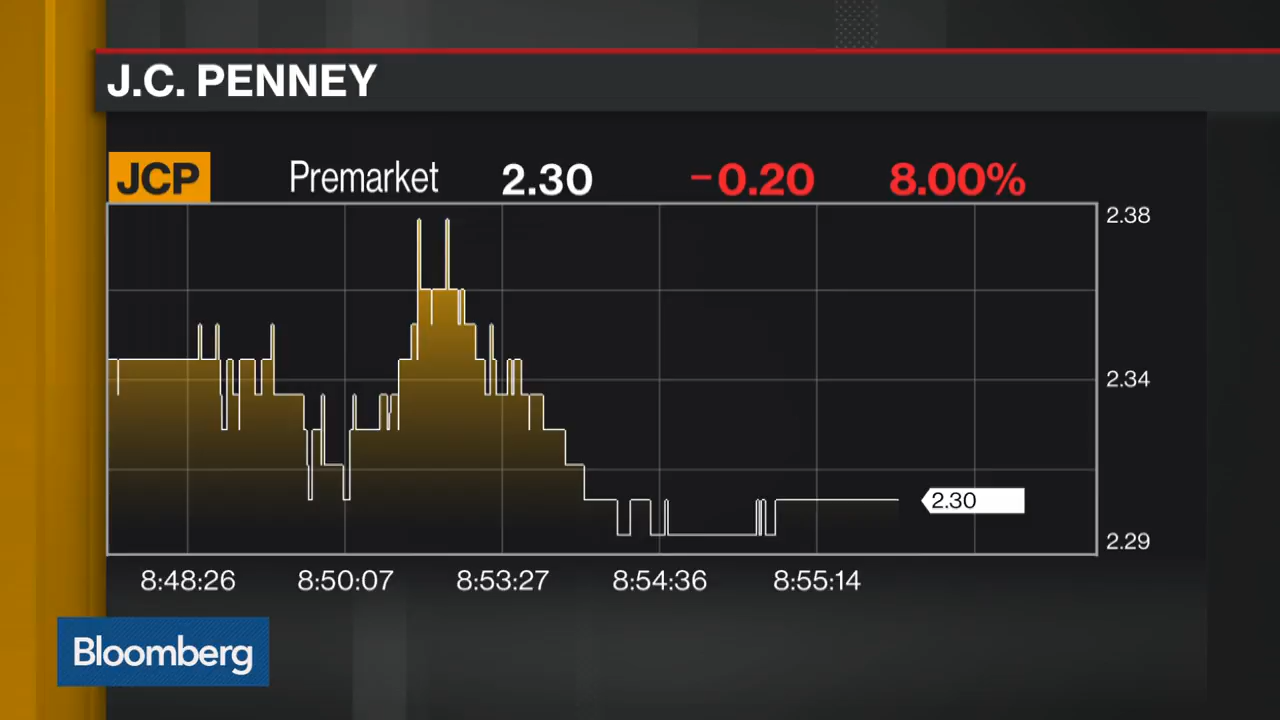 J.C. PENNEY
JCP Premarket 2.30 -0.20 8.00%
2.38
2.34
2.30
2.29
8:48:26 8:50:07 8:53:27 8:54:36 8:55:14
Bloomberg